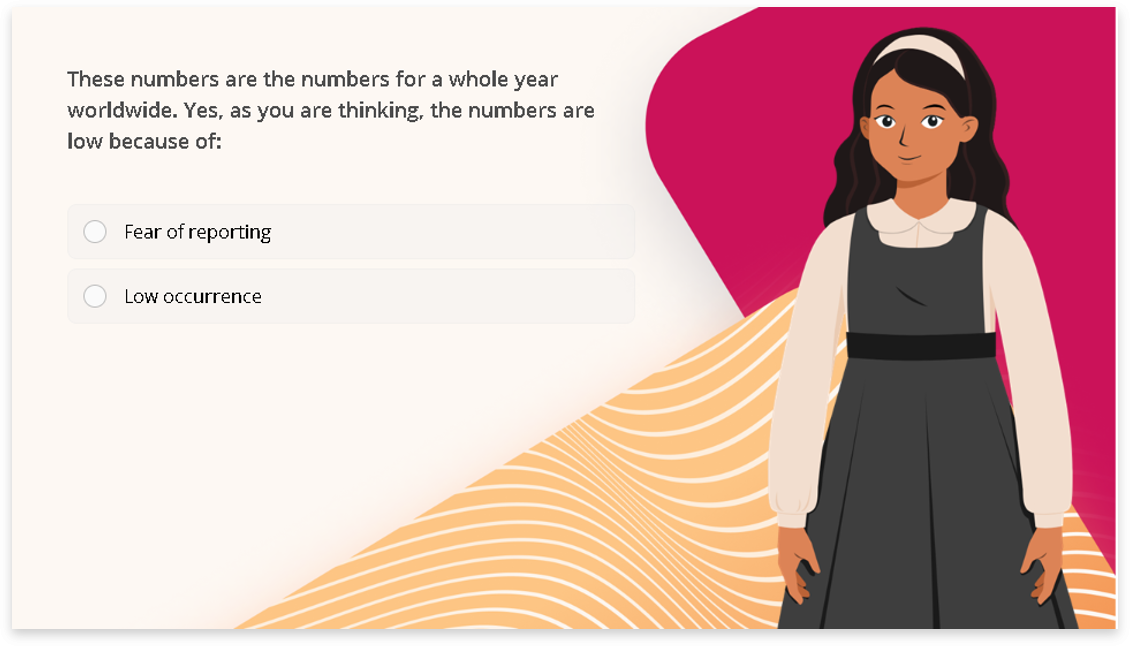 These numbers are the numbers for a whole year
worldwide. Yes, as you are thinking, the numbers are
low because of:
Fear of reporting
Low occurrence